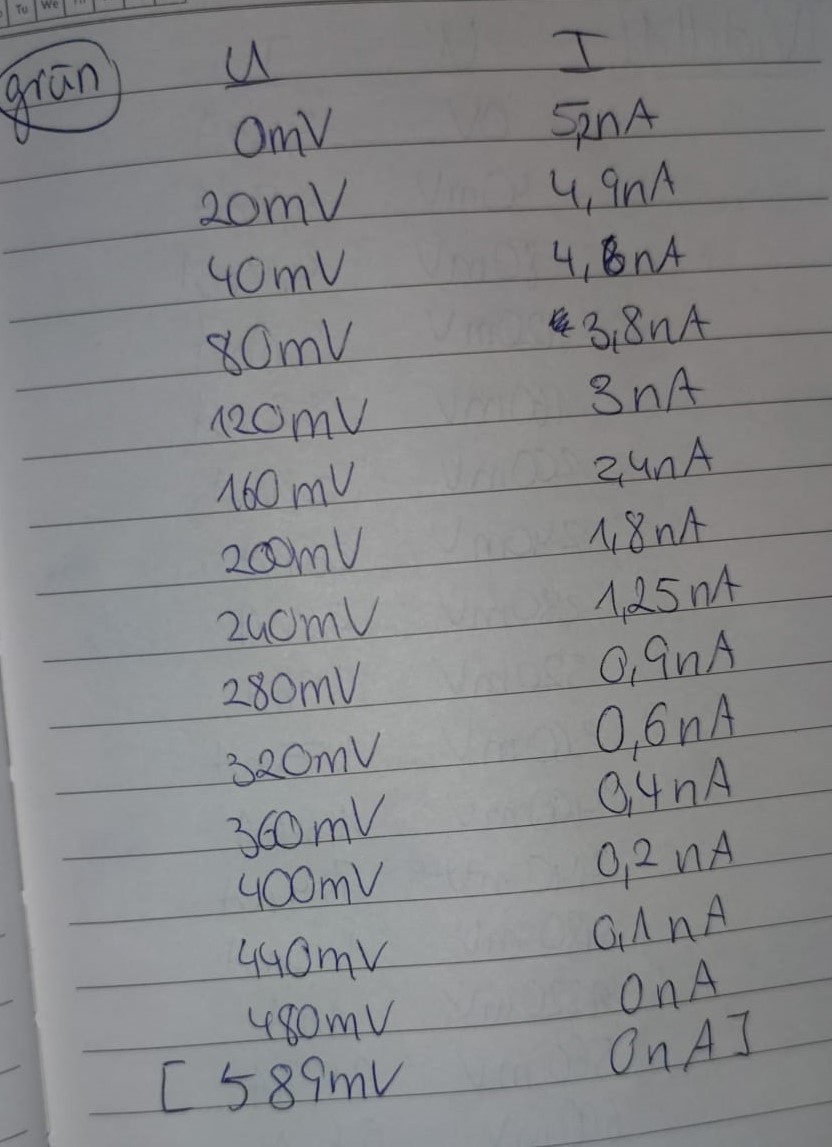 Tu We
grün U I
0mV 5,2nA
20mV 4,9nA
40mV 4,6nA
80mV 3,8nA
120mV 3nA
160mV 2,4nA
200mV 1,8nA
240mV 1,25nA
280mV 0,9nA
320mV 0,6nA
360mV 0,4nA
400mV 0,2nA
440mV 0,1nA
480mV 0nA
[589mV 0nA]